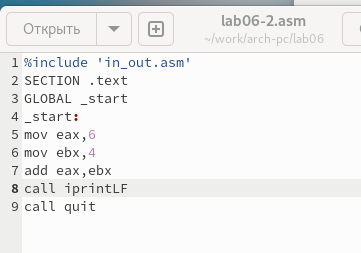 Открыть
lab06-2.asm
~/work/arch-pc/lab06
1 %include 'in_out.asm'
2 SECTION .text
3 GLOBAL _start
4 _start:
5 mov eax,6
6 mov ebx,4
7 add eax,ebx
8 call iprintLF
9 call quit